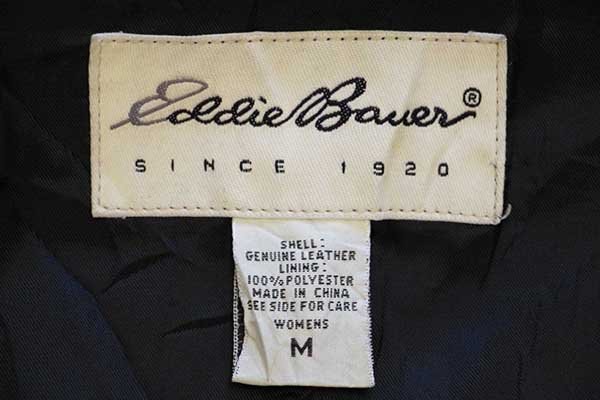 Eddie Bauer®
SINCE 1920
SHELL:
GENUINE LEATHER
LINING:
100% POLYESTER
MADE IN CHINA
SEE SIDE FOR CARE
WOMENS
M